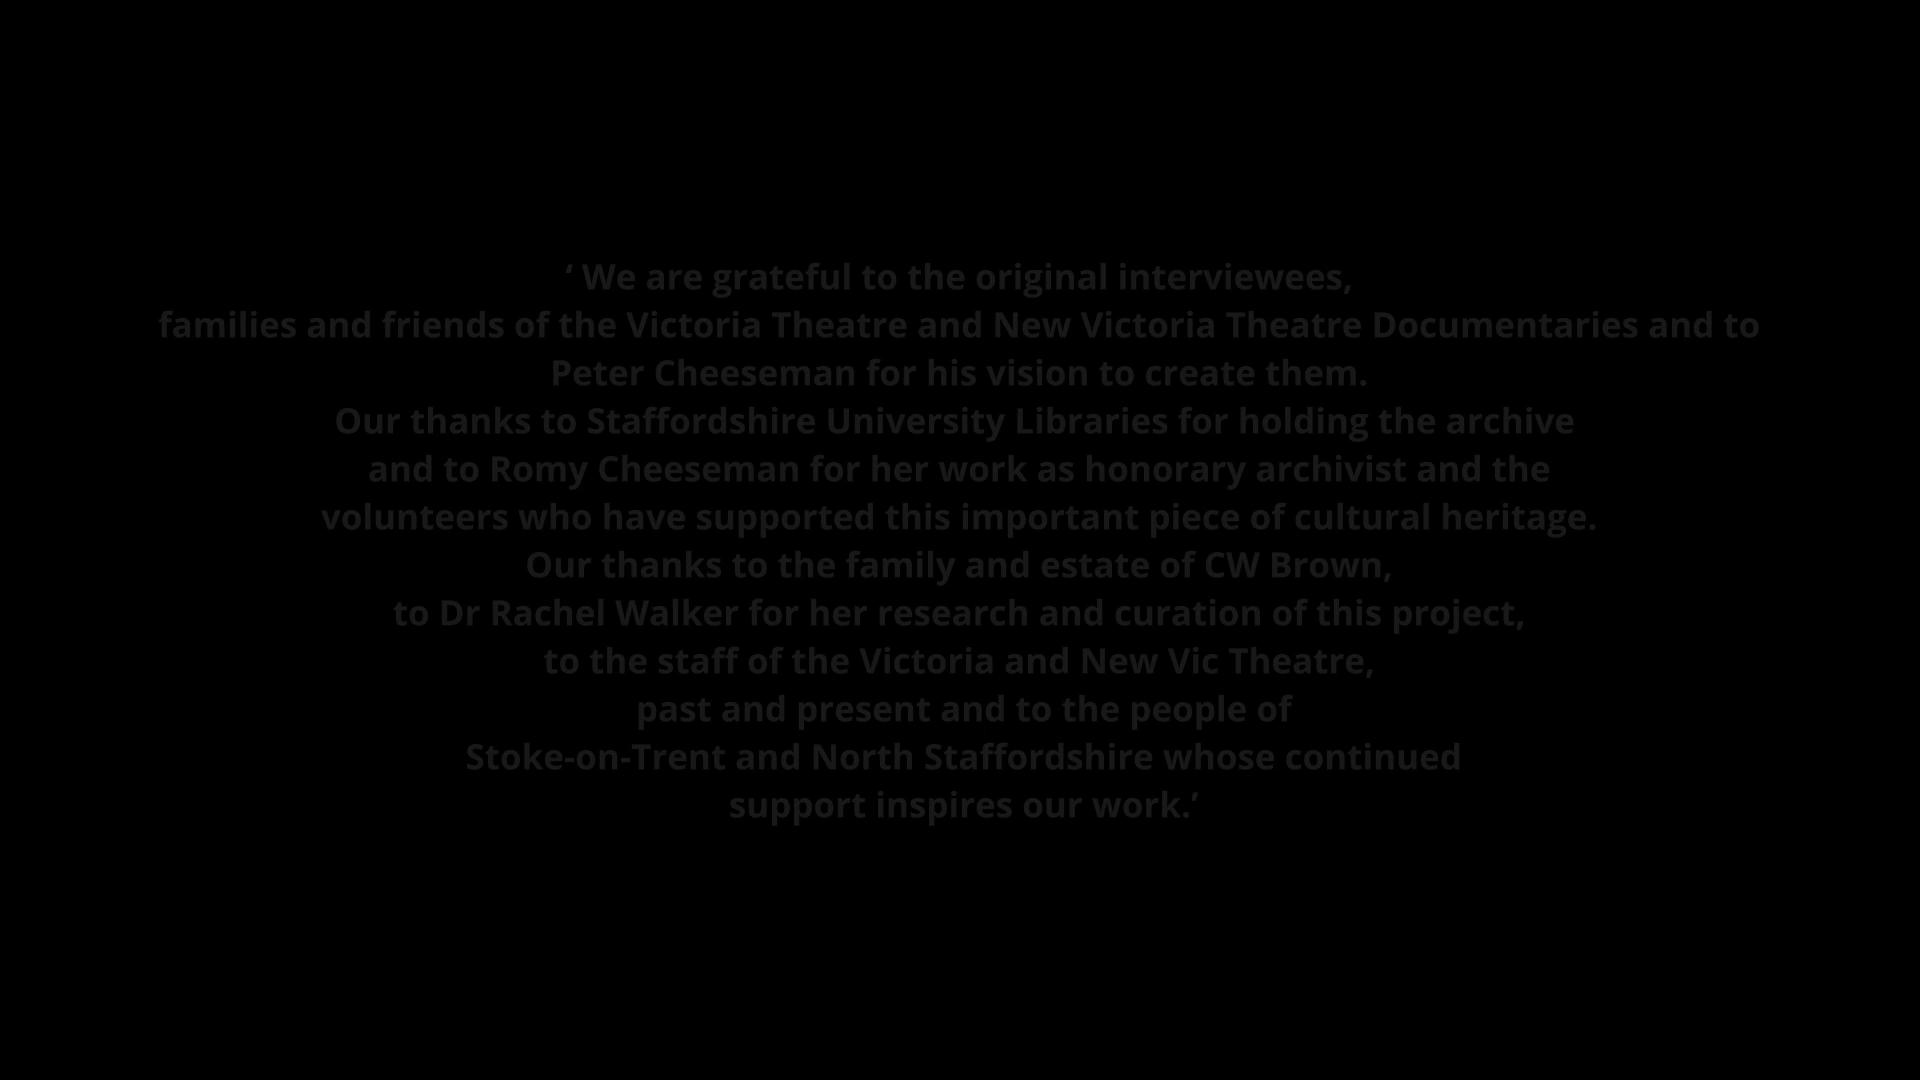 ‘ We are grateful to the original interviewees,
families and friends of the Victoria Theatre and New Victoria Theatre Documentaries and to
Peter Cheeseman for his vision to create them.
Our thanks to Staffordshire University Libraries for holding the archive
and to Romy Cheeseman for her work as honorary archivist and the
volunteers who have supported this important piece of cultural heritage.
Our thanks to the family and estate of CW Brown,
to Dr Rachel Walker for her research and curation of this project,
to the staff of the Victoria and New Vic Theatre,
past and present and to the people of
Stoke-on-Trent and North Staffordshire whose continued
support inspires our work.’